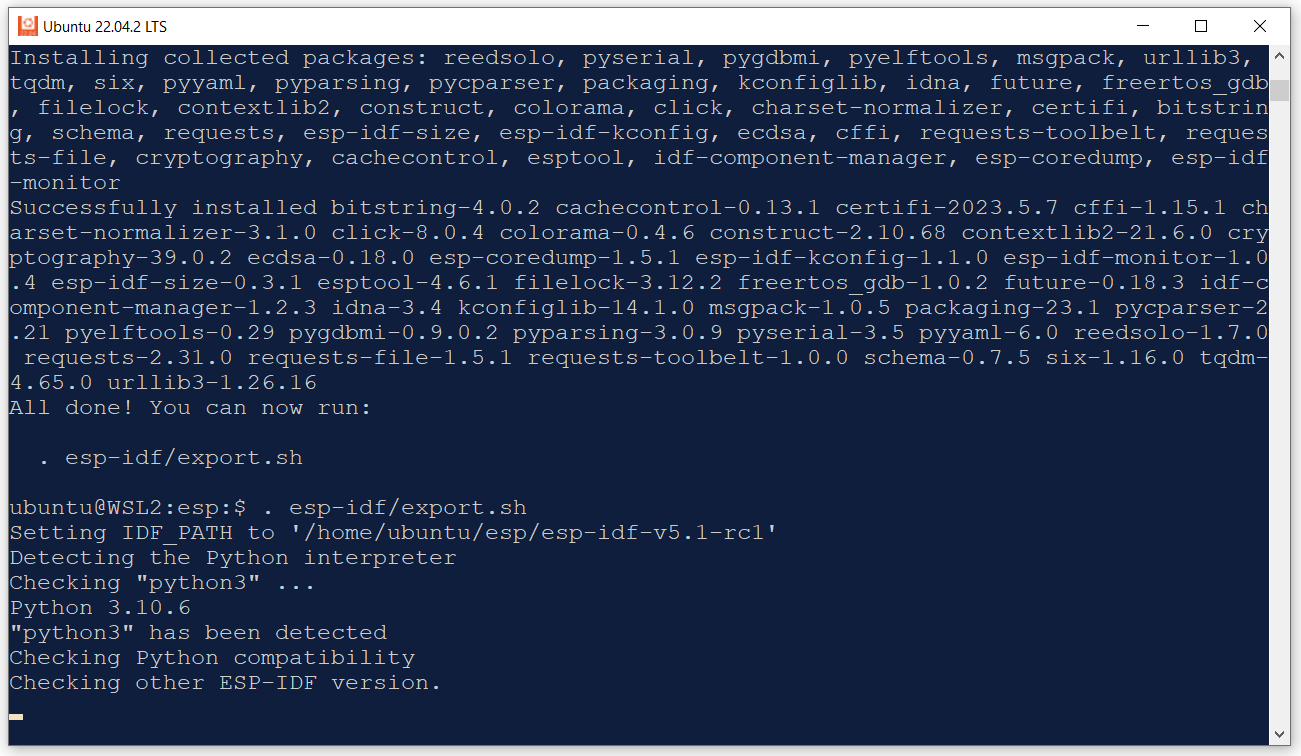 Ubuntu 22.04.2 LTS
Installing collected packages: reedsolo, pyserial, pygdbmi, pyelftools, msgpack, urllib3,
tqdm, six, pyyaml, pyparsing, pycparser, packaging, kconfiglib, idna, future, freertos_gdb
, filelock, contextlib2, construct, colorama, click, charset-normalizer, certifi, bitstrin
g, schema, requests, esp-idf-size, esp-idf-kconfig, ecdsa, cffi, requests-toolbelt, reques
ts-file, cryptography, cachecontrol, esptool, idf-component-manager, esp-coredump, esp-idf
-monitor
Successfully installed bitstring-4.0.2 cachecontrol-0.13.1 certifi-2023.5.7 cffi-1.15.1 ch
arset-normalizer-3.1.0 click-8.0.4 colorama-0.4.6 construct-2.10.68 contextlib2-21.6.0 cry
ptography-39.0.2 ecdsa-0.18.0 esp-coredump-1.5.1 esp-idf-kconfig-1.1.0 esp-idf-monitor-1.0
.4 esp-idf-size-0.3.1 esptool-4.6.1 filelock-3.12.2 freertos_gdb-1.0.2 future-0.18.3 idf-c
omponent-manager-1.2.3 idna-3.4 kconfiglib-14.1.0 msgpack-1.0.5 packaging-23.1 pycparser-2
.21 pyelftools-0.29 pygdbmi-0.9.0.2 pyparsing-3.0.9 pyserial-3.5 pyyaml-6.0 reedsolo-1.7.0
 requests-2.31.0 requests-file-1.5.1 requests-toolbelt-1.0.0 schema-0.7.5 six-1.16.0 tqdm-
4.65.0 urllib3-1.26.16
All done! You can now run:
  . esp-idf/export.sh
ubuntu@WSL2:esp:$ . esp-idf/export.sh
Setting IDF_PATH to '/home/ubuntu/esp/esp-idf-v5.1-rc1'
Detecting the Python interpreter
Checking "python3" ...
Python 3.10.6
"python3" has been detected
Checking Python compatibility
Checking other ESP-IDF version.